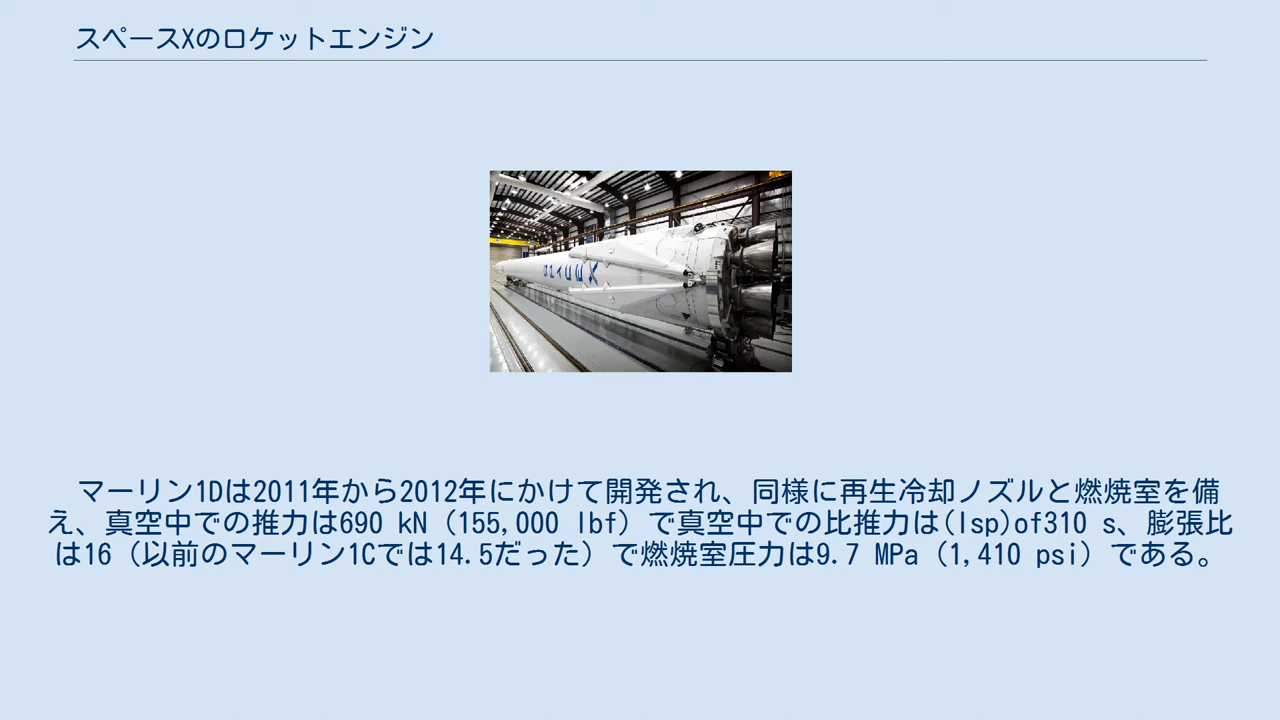 スペースXのロケットエンジン
SPACEX
マーリン1Dは2011年から2012年にかけて開発され、同様に再生冷却ノズルと燃焼室を備
え、真空中での推力は690 kN（155,000 lbf）で真空中での比推力は(Isp)of310 s、膨張比
は16（以前のマーリン1Cでは14.5だった）で燃焼室圧力は9.7 MPa（1,410 psi）である。